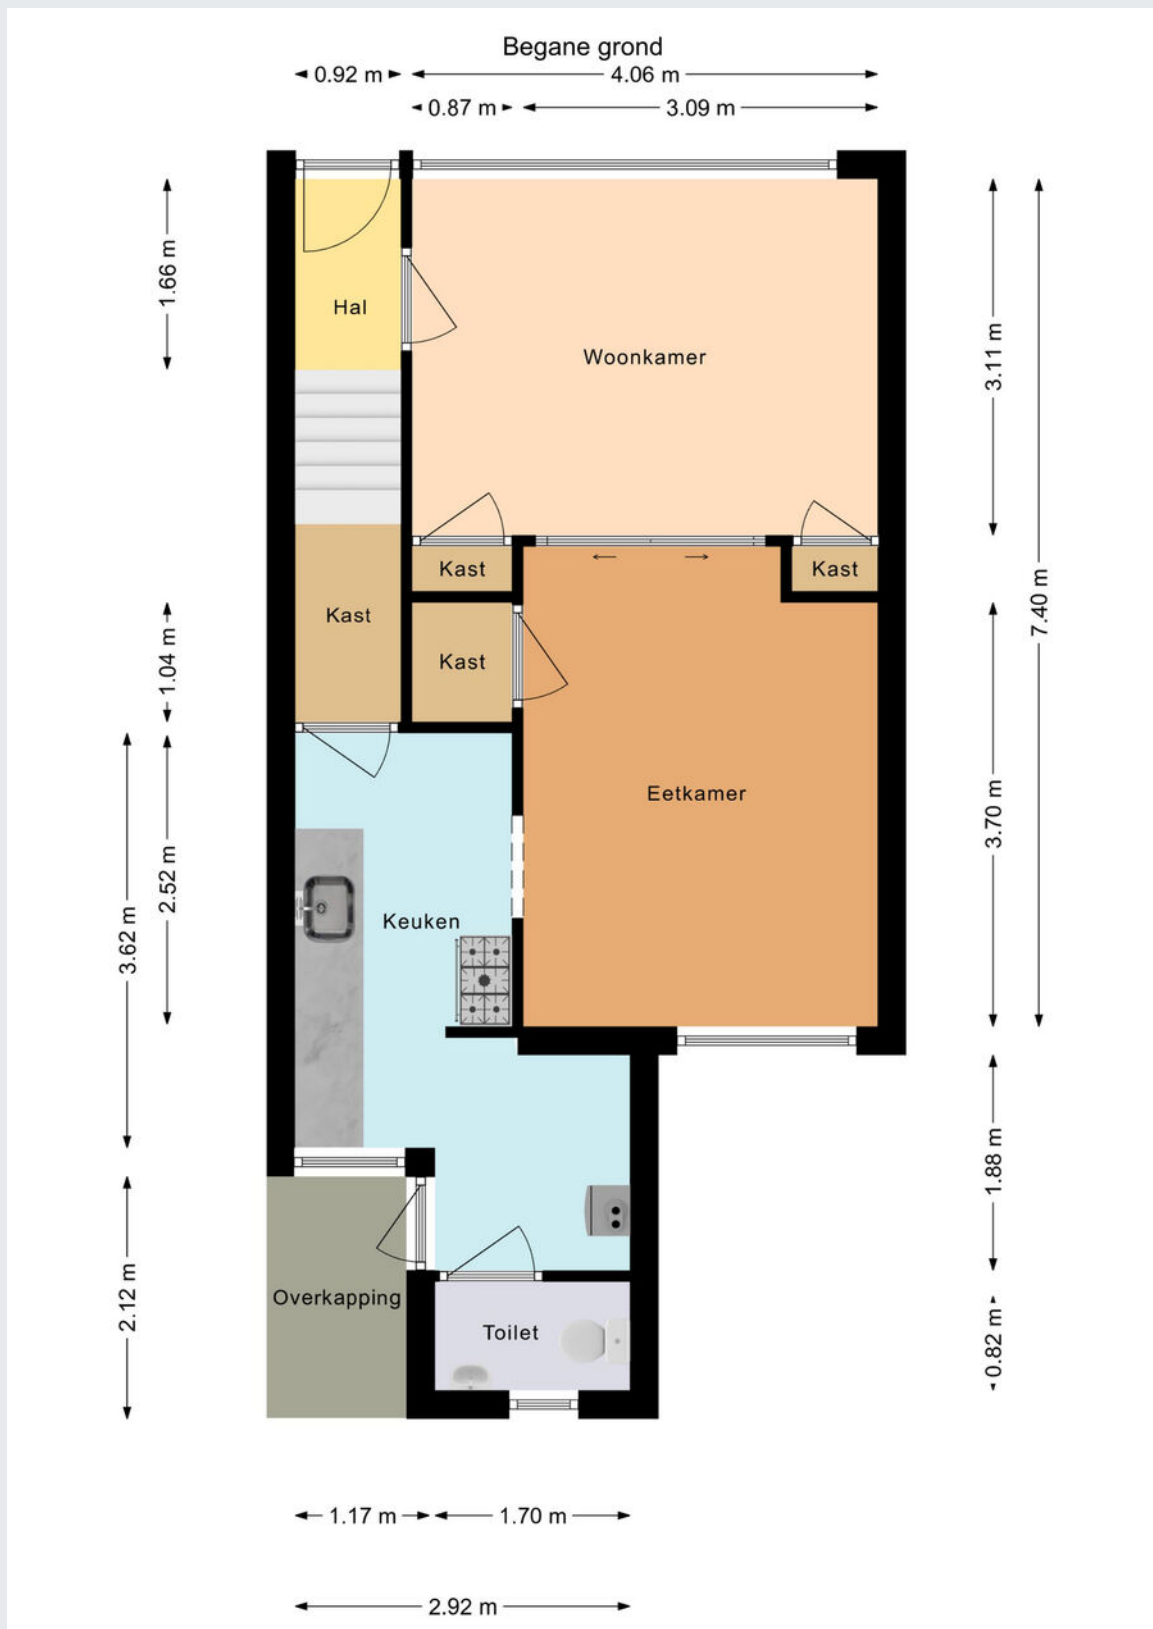 Begane grond
0.92 m
4.06 m
0.87 m
3.09 m
1.66 m
Hal
Woonkamer
3.11 m
7.40 m
Kast
Kast
Kast
Kast
1.04 m
Eetkamer
3.70 m
2.52 m
3.62 m
Keuken
1.88 m
2.12 m
Overkapping
Toilet
0.82 m
1.17 m
1.70 m
2.92 m